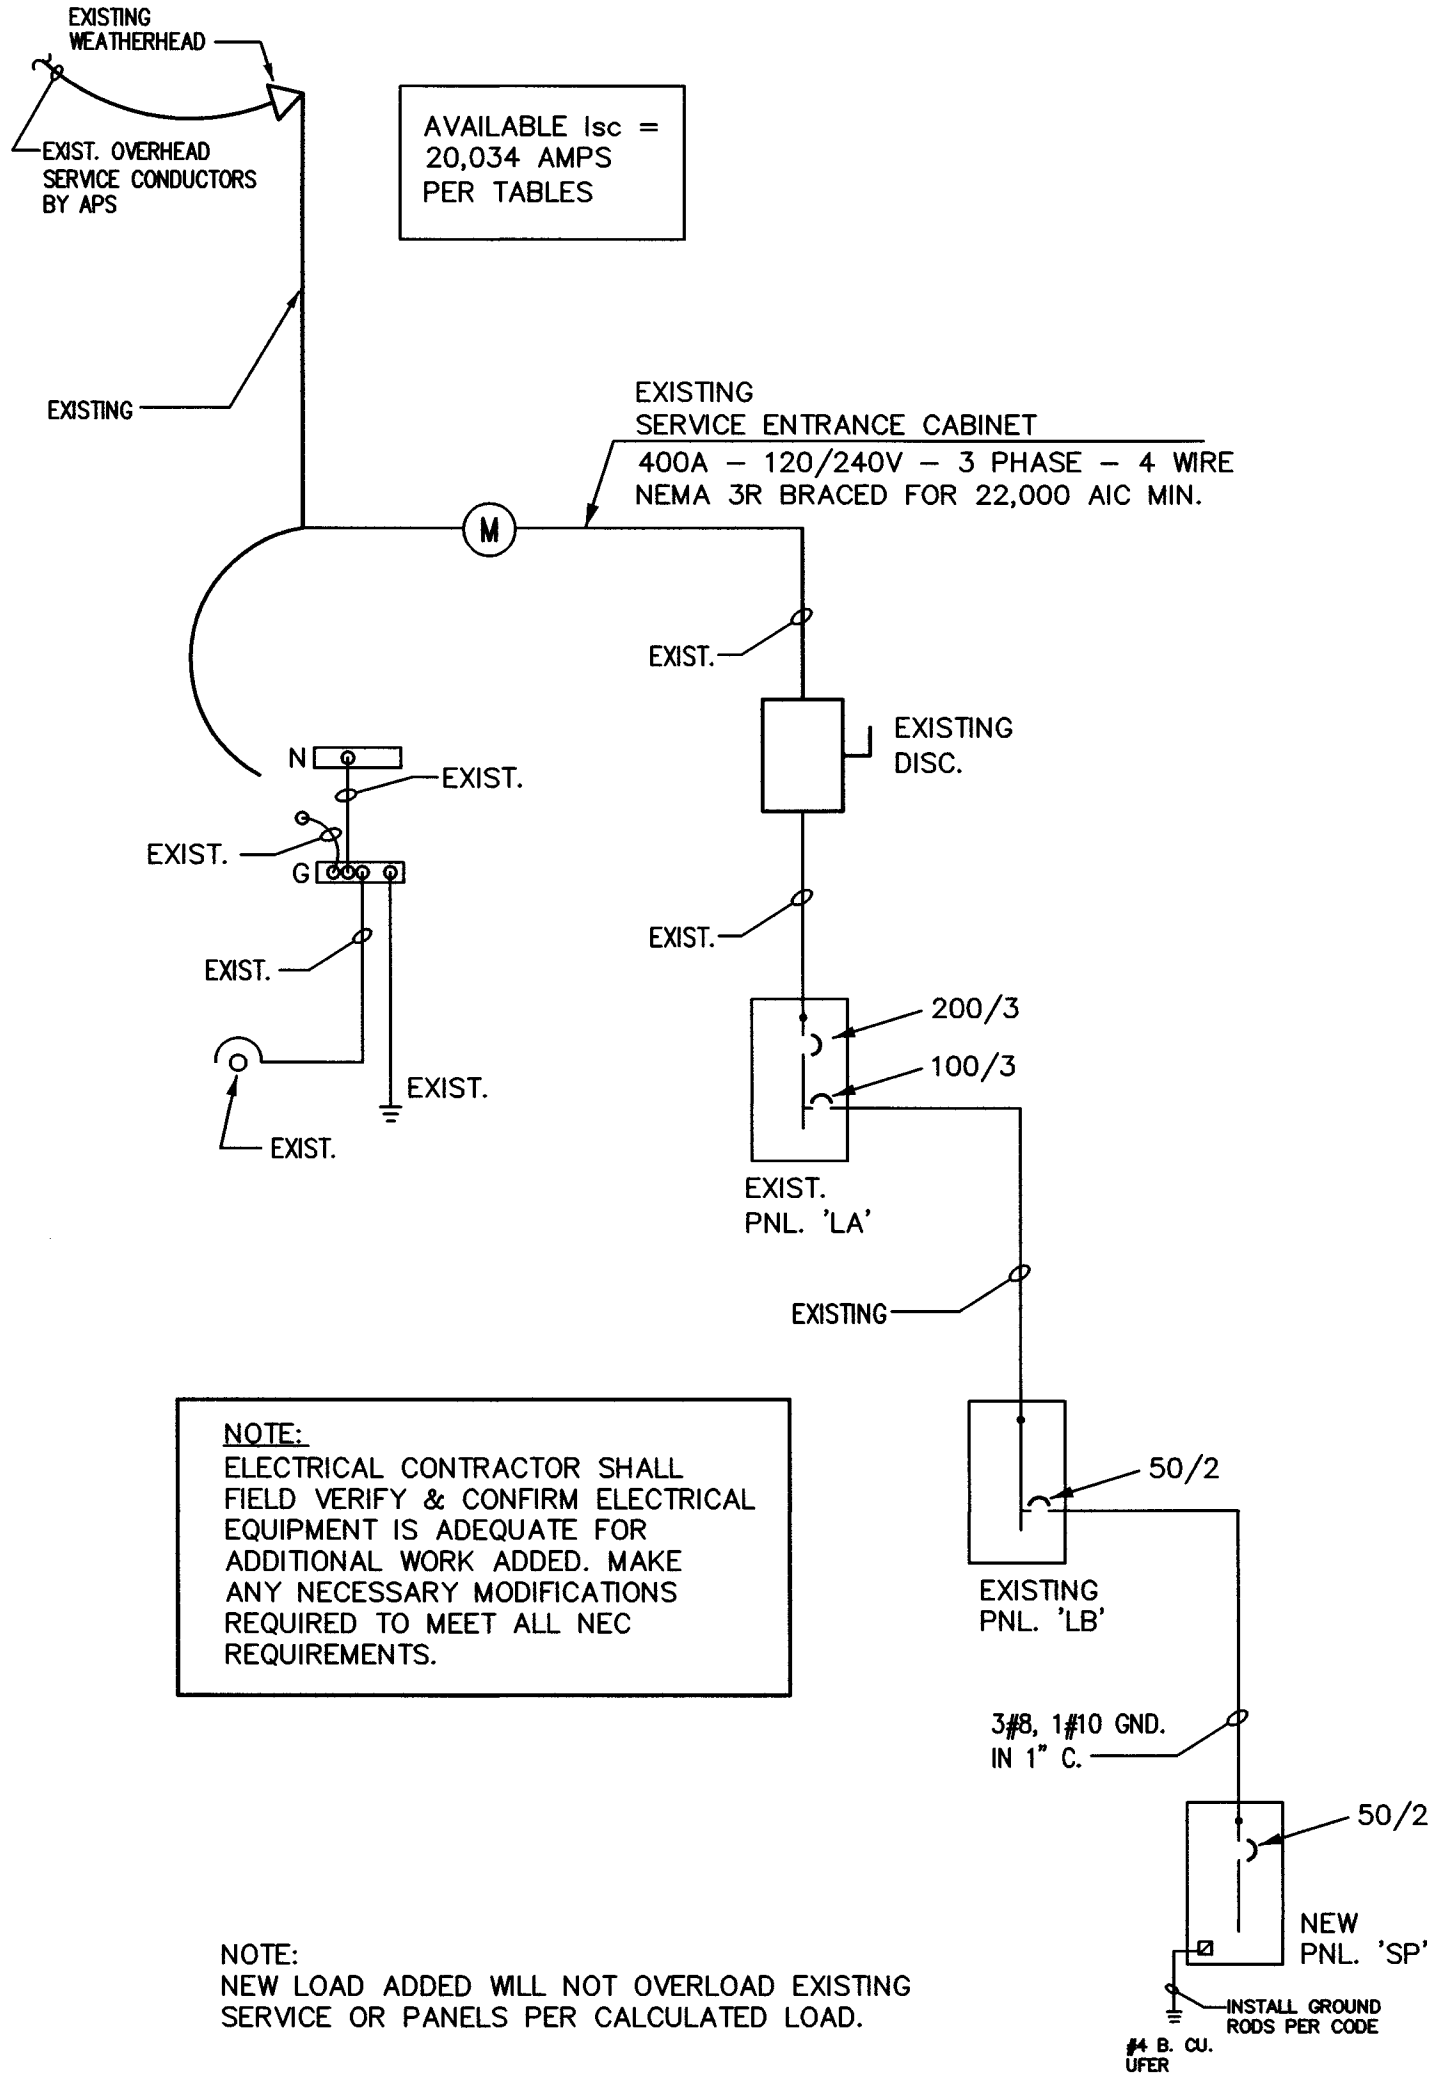 EXISTING
WEATHERHEAD
EXIST. OVERHEAD
SERVICE CONDUCTORS
BY APS
AVAILABLE Isc =
20,034 AMPS
PER TABLES
EXISTING
EXISTING
SERVICE ENTRANCE CABINET
400A – 120/240V – 3 PHASE – 4 WIRE
NEMA 3R BRACED FOR 22,000 AIC MIN.
M
EXIST.
EXISTING
DISC.
N
EXIST.
EXIST.
G
EXIST.
EXIST.
EXIST.
EXIST.
200/3
100/3
EXIST.
PNL. 'LA'
EXISTING
NOTE:
ELECTRICAL CONTRACTOR SHALL
FIELD VERIFY & CONFIRM ELECTRICAL
EQUIPMENT IS ADEQUATE FOR
ADDITIONAL WORK ADDED. MAKE
ANY NECESSARY MODIFICATIONS
REQUIRED TO MEET ALL NEC
REQUIREMENTS.
50/2
EXISTING
PNL. 'LB'
3#8, 1#10 GND.
IN 1" C.
50/2
NEW
PNL. 'SP'
INSTALL GROUND
RODS PER CODE
#4 B. CU.
UFER
NOTE:
NEW LOAD ADDED WILL NOT OVERLOAD EXISTING
SERVICE OR PANELS PER CALCULATED LOAD.